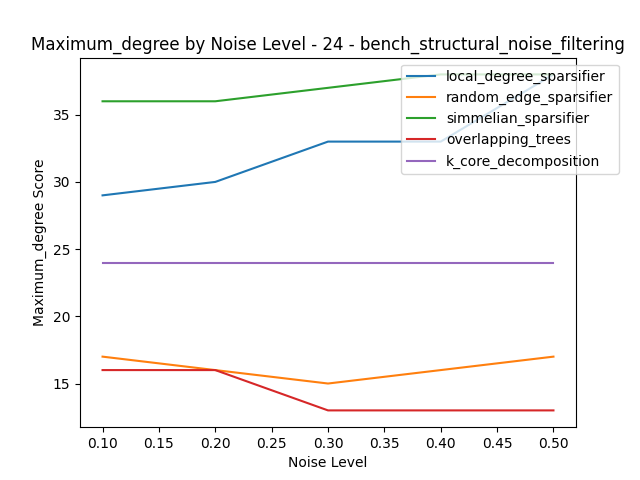 Maximum_degree by Noise Level - 24 - bench_structural_noise_filtering
local_degree_sparsifier
random_edge_sparsifier
simmelian_sparsifier
overlapping_trees
k_core_decomposition
Maximum_degree Score
35
30
25
20
15
0.10 0.15 0.20 0.25 0.30 0.35 0.40 0.45 0.50
Noise Level